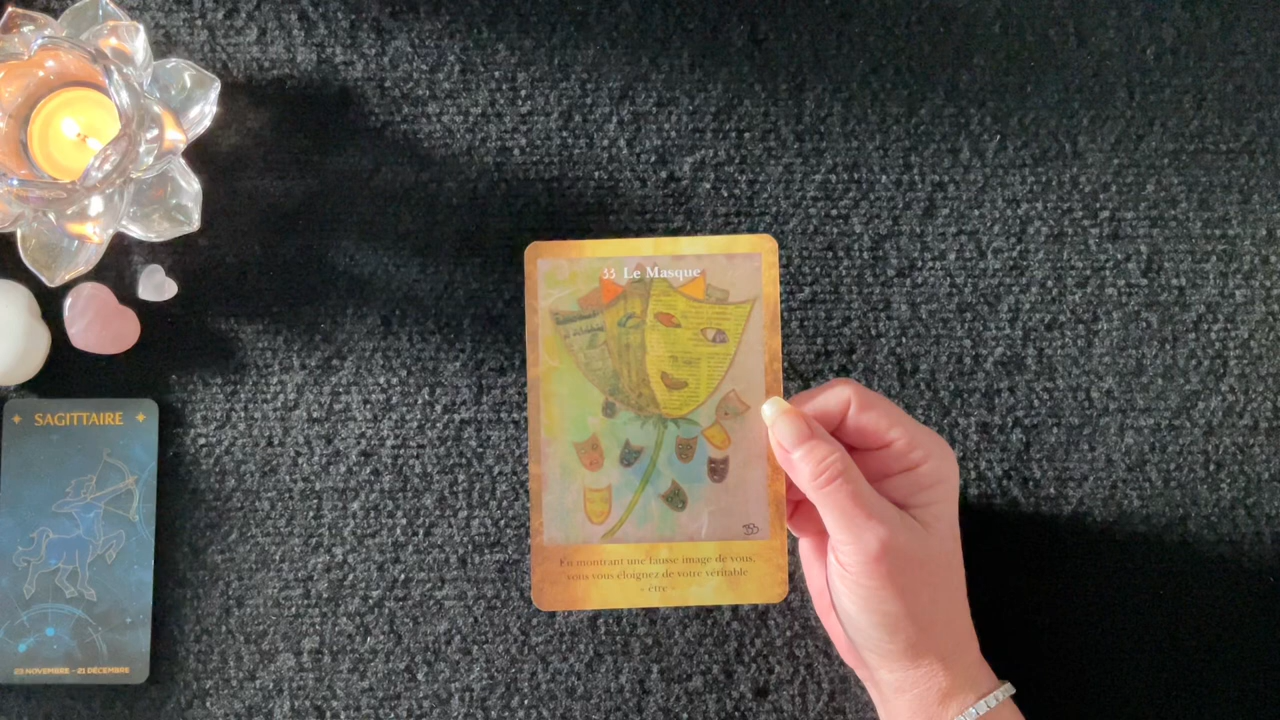 33 Le Masque
33
En montrant une fausse image de vous,
vous vous éloignez de votre véritable
- être -
SAGITTAIRE
23 NOVEMBRE - 21 DÉCEMBRE